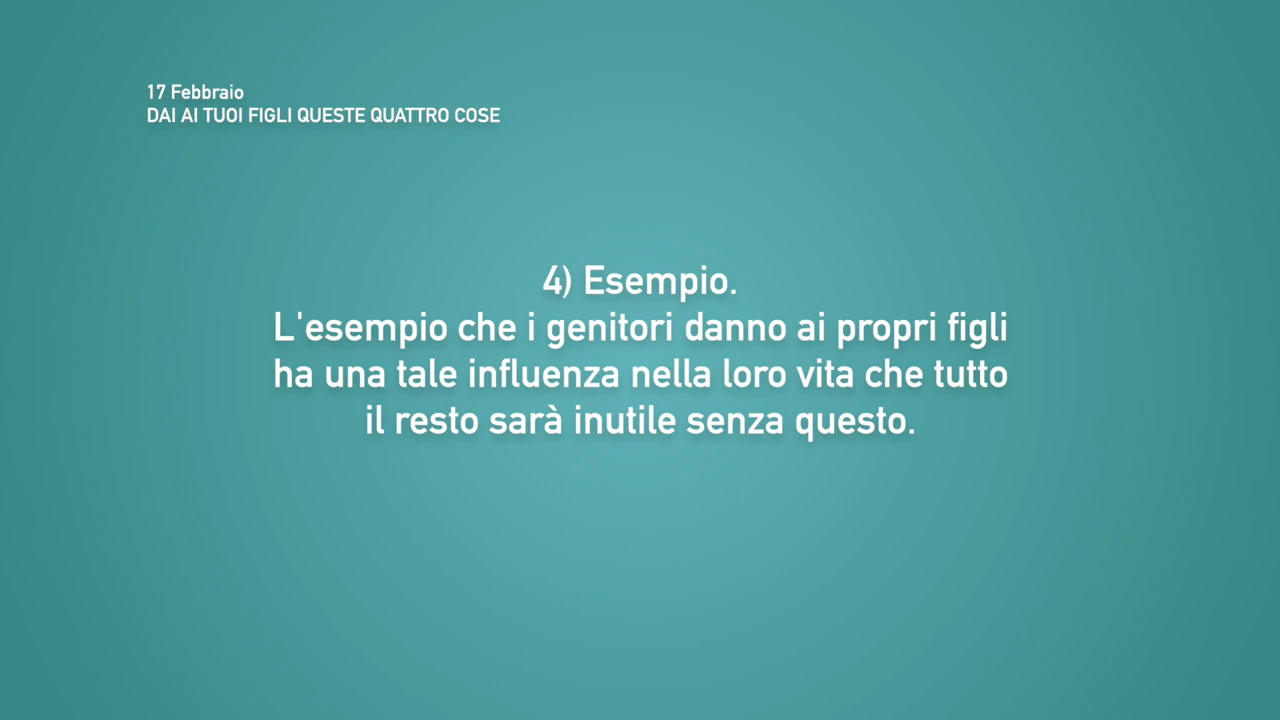 17 Febbraio
DAI AI TUOI FIGLI QUESTE QUATTRO COSE
4) Esempio.
L'esempio che i genitori danno ai propri figli
ha una tale influenza nella loro vita che tutto
il resto sarà inutile senza questo.